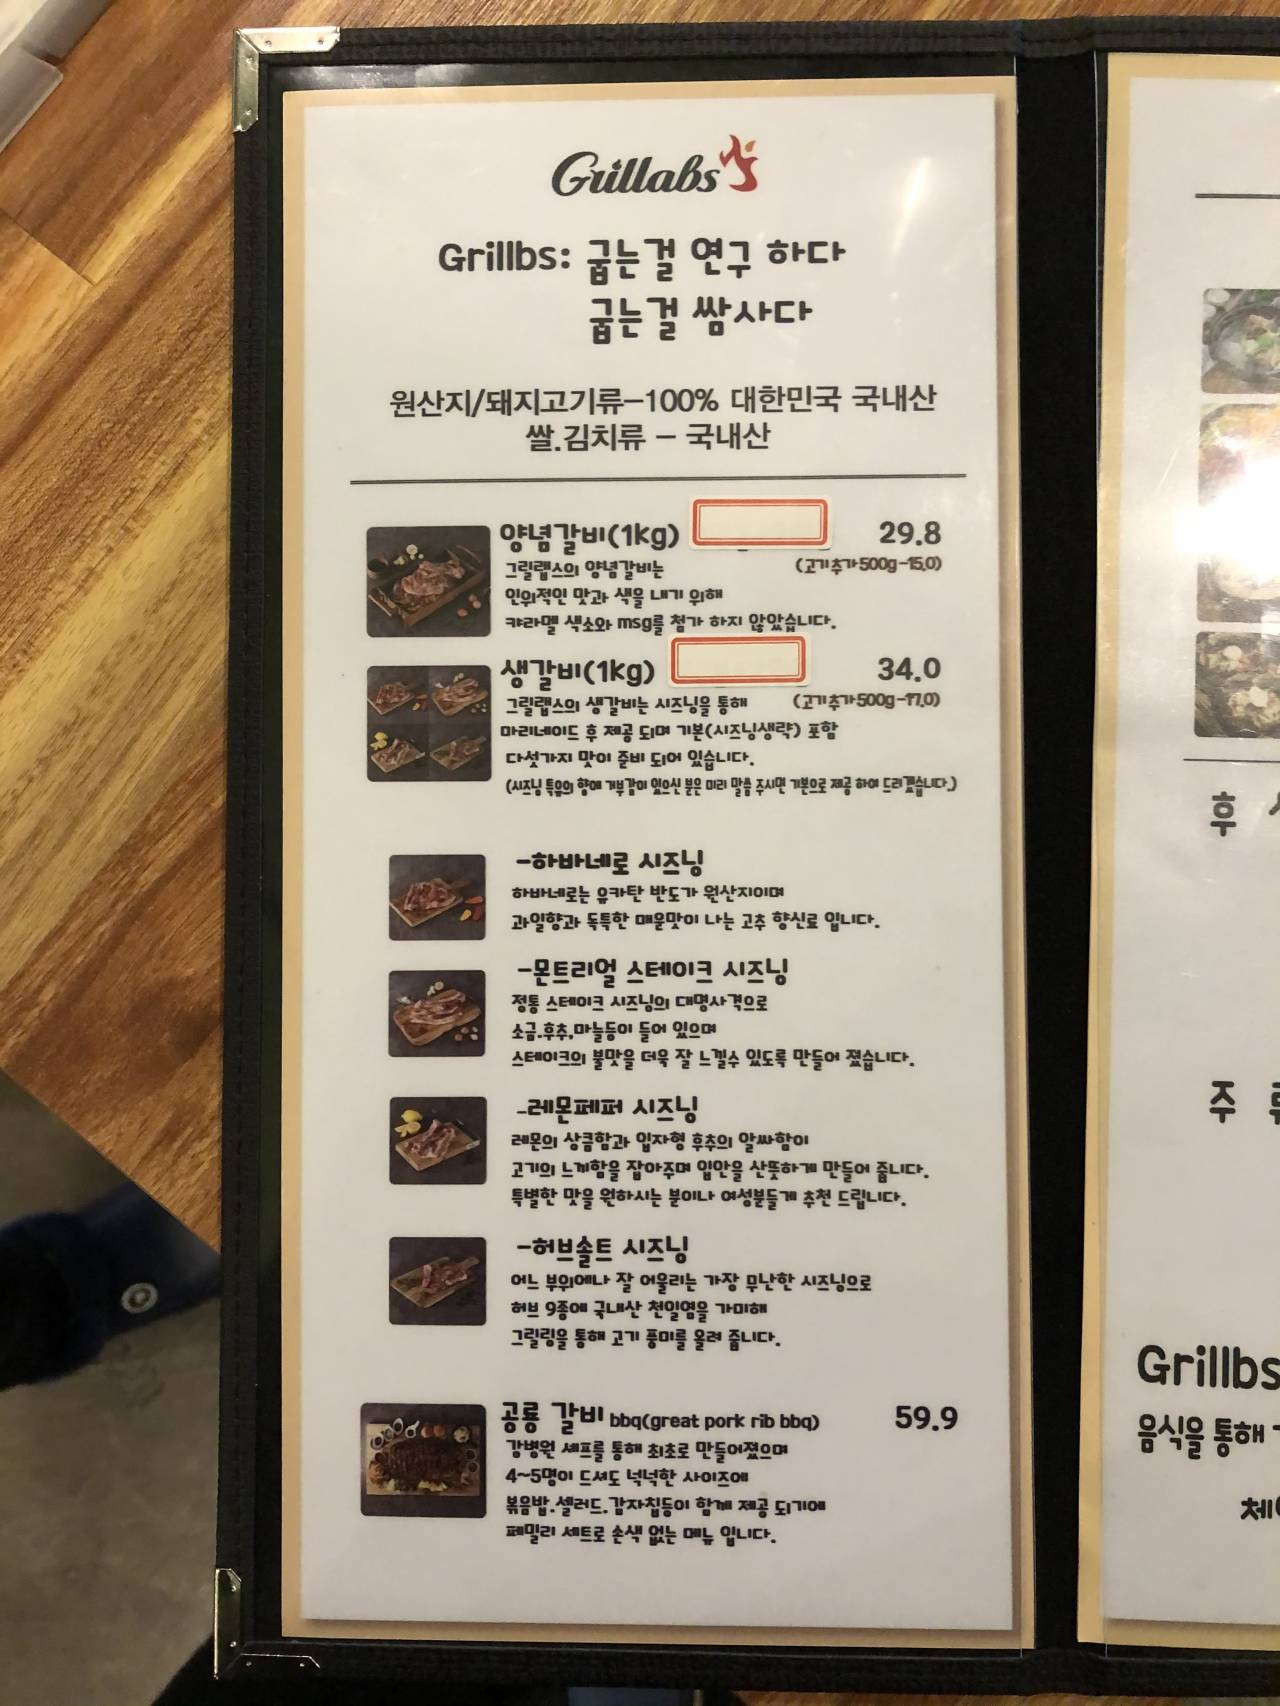 Grillabs
Grillbs: 굽는걸 연구 하다
굽는걸 쌈사다
원산지/돼지고기류-100% 대한민국 국내산
쌀.김치류 - 국내산
양념갈비(1kg) 29.8
그릴랩스의 양념갈비는 (고기추가500g-15.0)
인위적인 맛과 색을 내기 위해
캬라멜 색소와 msg를 첨가 하지 않았습니다.
생갈비(1kg) 34.0
그릴랩스의 생갈비는 시즈닝을 통해 (고기추가500g-17.0)
마리네이드 후 제공 되며 기본(시즈닝생략) 포함
다섯가지 맛이 준비 되어 있습니다.
(시즈닝 특유의 향에 거부감이 있으신 분은 미리 말씀 주시면 기본으로 제공 하여 드리겠습니다.)
-하바네로 시즈닝
하바네로는 유카탄 반도가 원산지이며
과일향과 독특한 매운맛이 나는 고추 향신료 입니다.
-몬트리얼 스테이크 시즈닝
정통 스테이크 시즈닝의 대명사격으로
소금.후추,마늘등이 들어 있으며
스테이크의 불맛을 더욱 잘 느낄수 있도록 만들어 졌습니다.
-레몬페퍼 시즈닝
레몬의 상큼함과 입자형 후추의 알싸함이
고기의 느끼함을 잡아주며 입안을 산뜻하게 만들어 줍니다.
특별한 맛을 원하시는 분이나 여성분들게 추천 드립니다.
-허브솔트 시즈닝
어느 부위에나 잘 어울리는 가장 무난한 시즈닝으로
허브 9종에 국내산 천일염을 가미해
그릴링을 통해 고기 풍미를 올려 줍니다.
공룡 갈비 bbq(great pork rib bbq) 59.9
강병원 셰프를 통해 최초로 만들어졌으며
4~5명이 드셔도 넉넉한 사이즈에
볶음밥.샐러드.감자칩등이 함께 제공 되기에
페밀리 세트로 손색 없는 메뉴 입니다.
후
주
Grillbs
음식을 통해